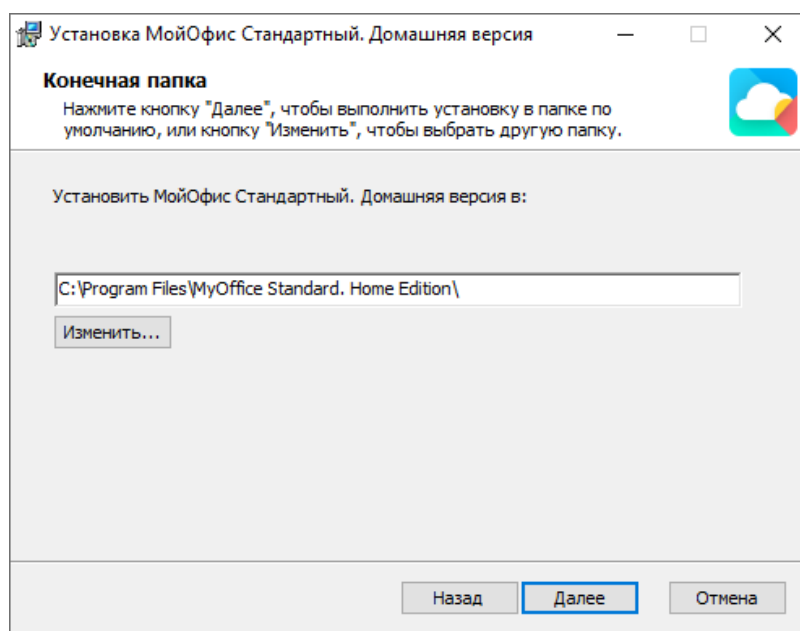 Установка МойОфис Стандартный. Домашняя версия
Конечная папка
Нажмите кнопку "Далее", чтобы выполнить установку в папке по
умолчанию, или кнопку "Изменить", чтобы выбрать другую папку.
Установить МойОфис Стандартный. Домашняя версия в:
C:\Program Files\MyOffice Standard. Home Edition\
Изменить...
Назад Далее Отмена